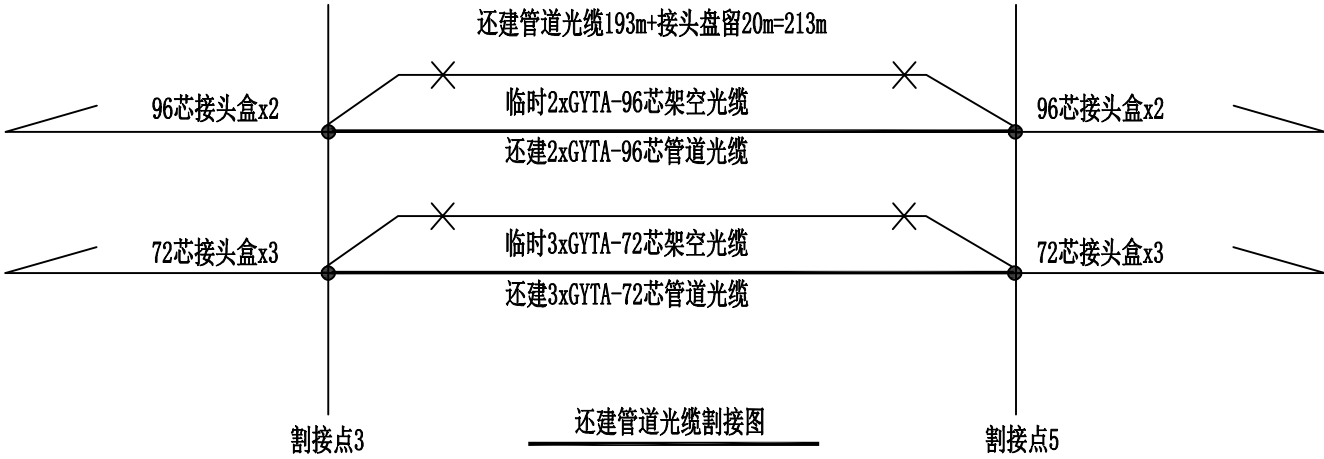 还建管道光缆193m+接头盘留20m=213m
96芯接头盒x2
临时2xGYTA-96芯架空光缆
96芯接头盒x2
还建2xGYTA-96芯管道光缆
72芯接头盒x3
临时3xGYTA-72芯架空光缆
72芯接头盒x3
还建3xGYTA-72芯管道光缆
还建管道光缆割接图
割接点3
割接点5